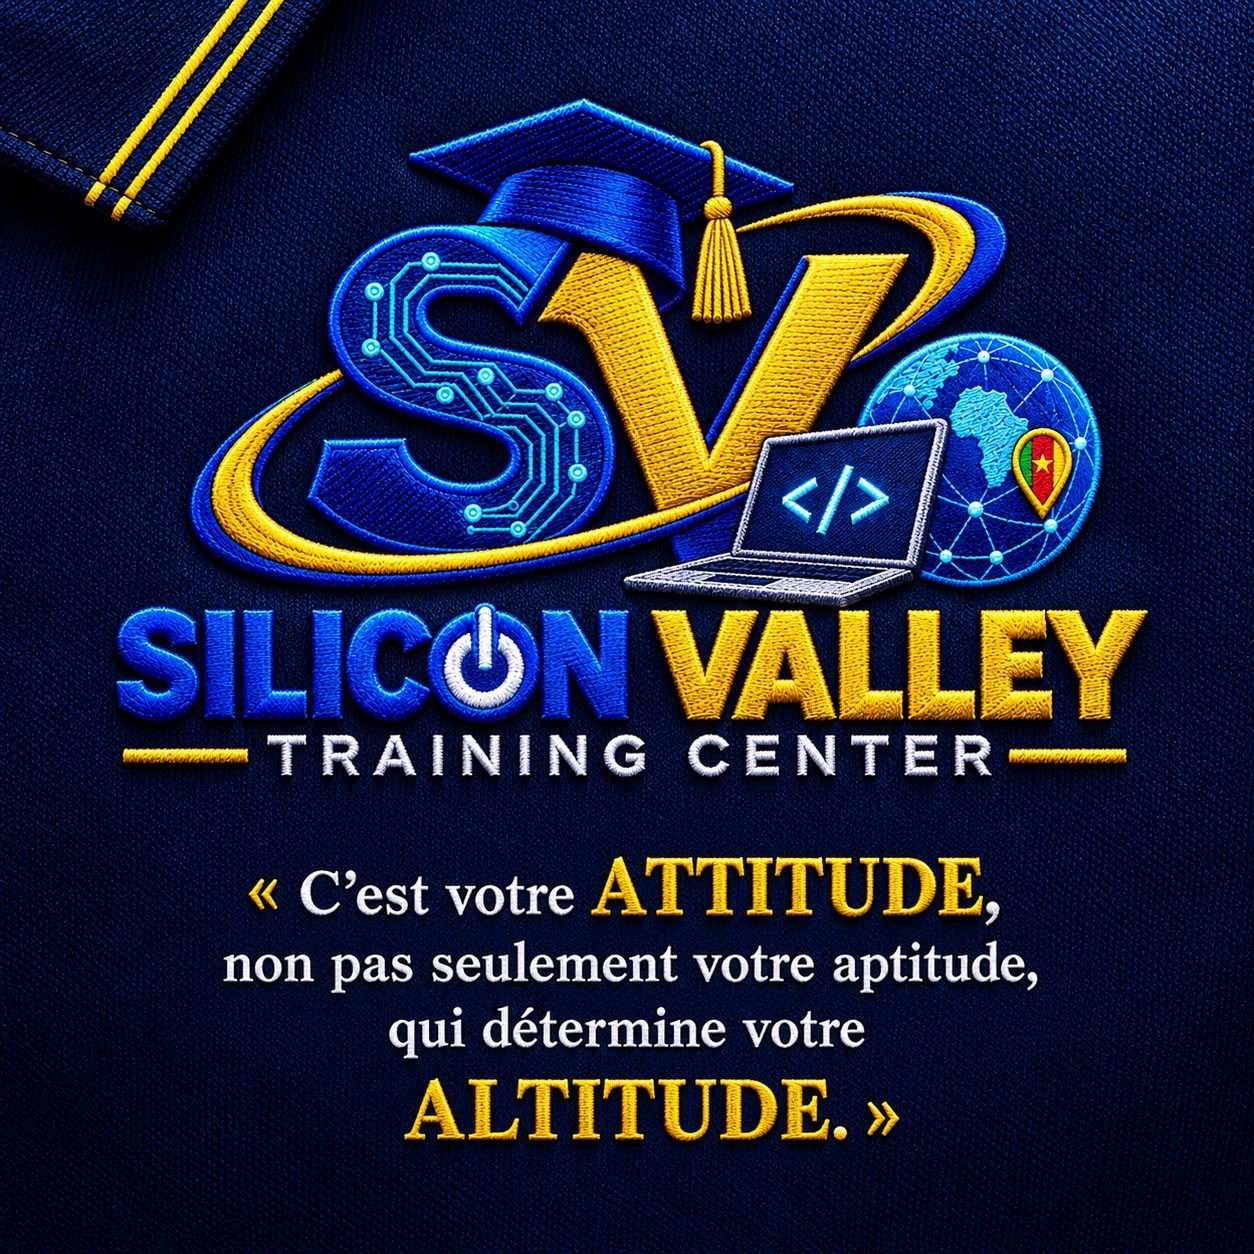 SV
</>
SILICON VALLEY
TRAINING CENTER
« C’est votre ATTITUDE,
non pas seulement votre aptitude,
qui détermine votre
ALTITUDE. »